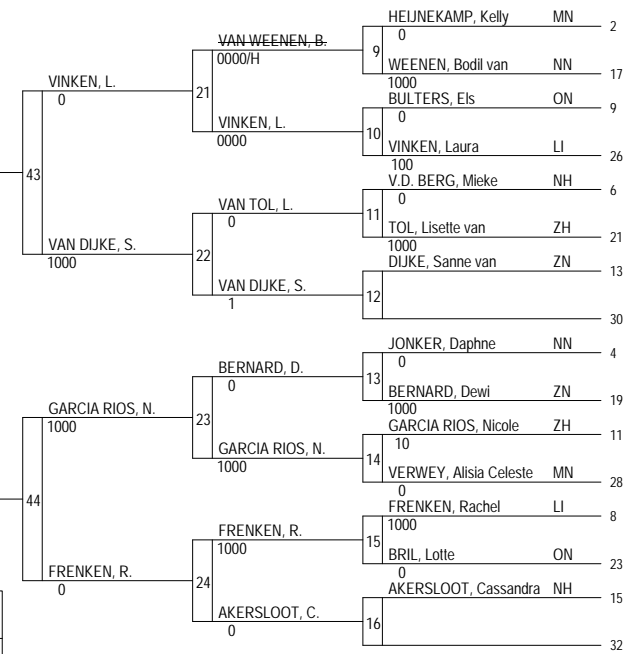 HEIJNEKAMP, Kelly MN 2
VAN WEENEN, B. 0
0000/H 9
WEENEN, Bodil van NN 17
VINKEN, L. 21 1000
0 BULTERS, Els ON 9
VINKEN, L. 0
0000 10
VINKEN, Laura LI 26
43 100
V.D. BERG, Mieke NH 6
VAN TOL, L. 0
0 11
TOL, Lisette van ZH 21
VAN DIJKE, S. 22 1000
1000 DIJKE, Sanne van ZN 13
VAN DIJKE, S.
1 12
30
JONKER, Daphne NN 4
BERNARD, D. 0
0 13
BERNARD, Dewi ZN 19
GARCIA RIOS, N. 23 1000
1000 GARCIA RIOS, Nicole ZH 11
GARCIA RIOS, N. 10
1000 14
VERWEY, Alisia Celeste MN 28
44 0
FRENKEN, Rachel LI 8
FRENKEN, R. 1000
1000 15
BRIL, Lotte ON 23
FRENKEN, R. 24 0
0 AKERSLOOT, Cassandra NH 15
AKERSLOOT, C.
0 16
32